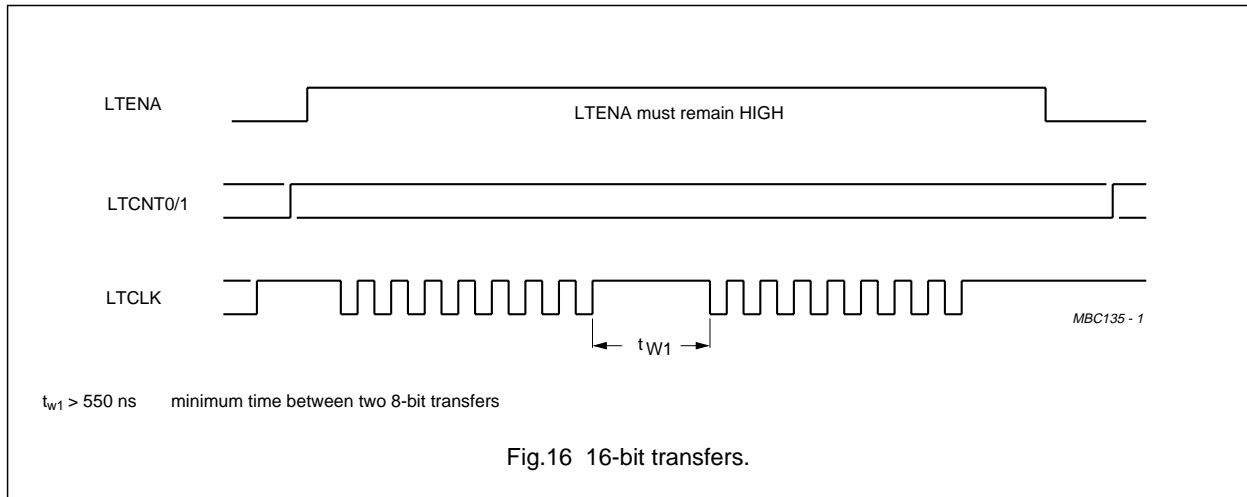 LTENA
LTENA must remain HIGH
LTCNT0/1
LTCLK
MBC135 - 1
t W1
tw1 > 550 ns minimum time between two 8-bit transfers
Fig.16 16-bit transfers.